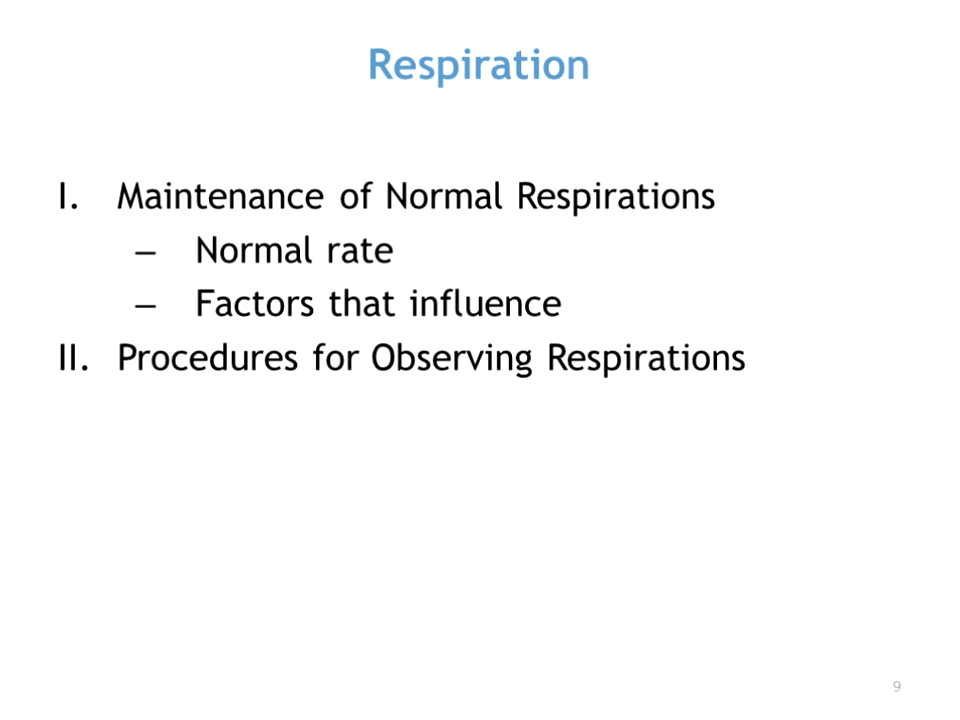 Respiration
I. Maintenance of Normal Respirations
– Normal rate
– Factors that influence
II. Procedures for Observing Respirations
9